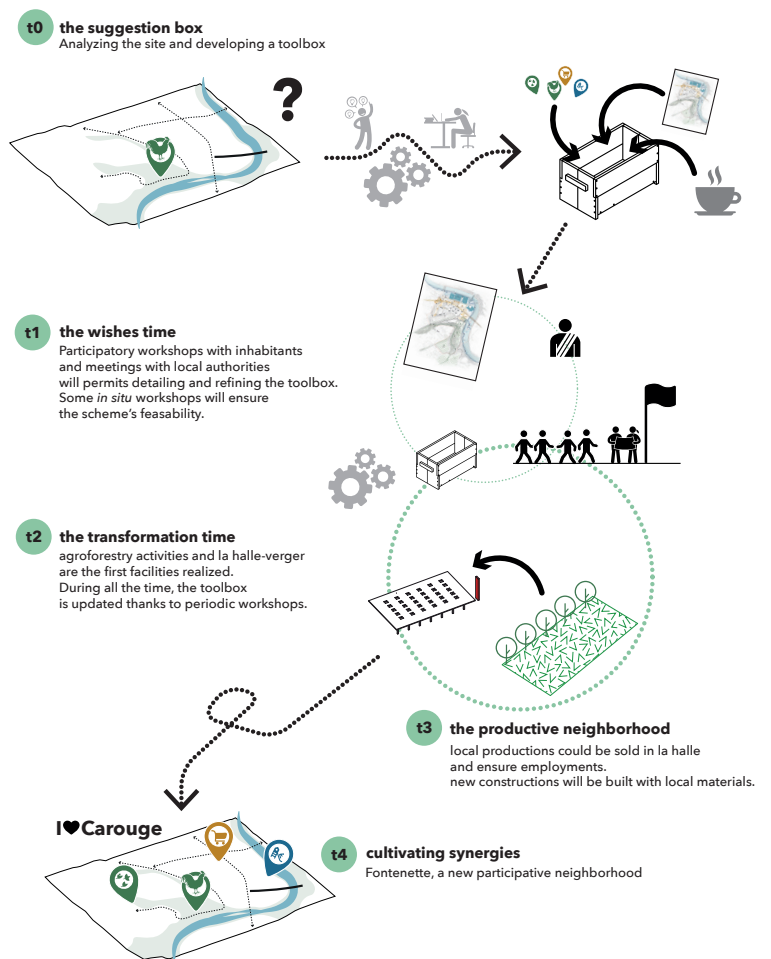 t0 the suggestion box
Analyzing the site and developing a toolbox
?
t1 the wishes time
Participatory workshops with inhabitants
and meetings with local authorities
will permits detailing and refining the toolbox.
Some in situ workshops will ensure
the scheme's feasability.
t2 the transformation time
agroforestry activities and la halle-verger
are the first facilities realized.
During all the time, the toolbox
is updated thanks to periodic workshops.
t3 the productive neighborhood
local productions could be sold in la halle
and ensure employments.
new constructions will be built with local materials.
I♥Carouge
t4 cultivating synergies
Fontenette, a new participative neighborhood